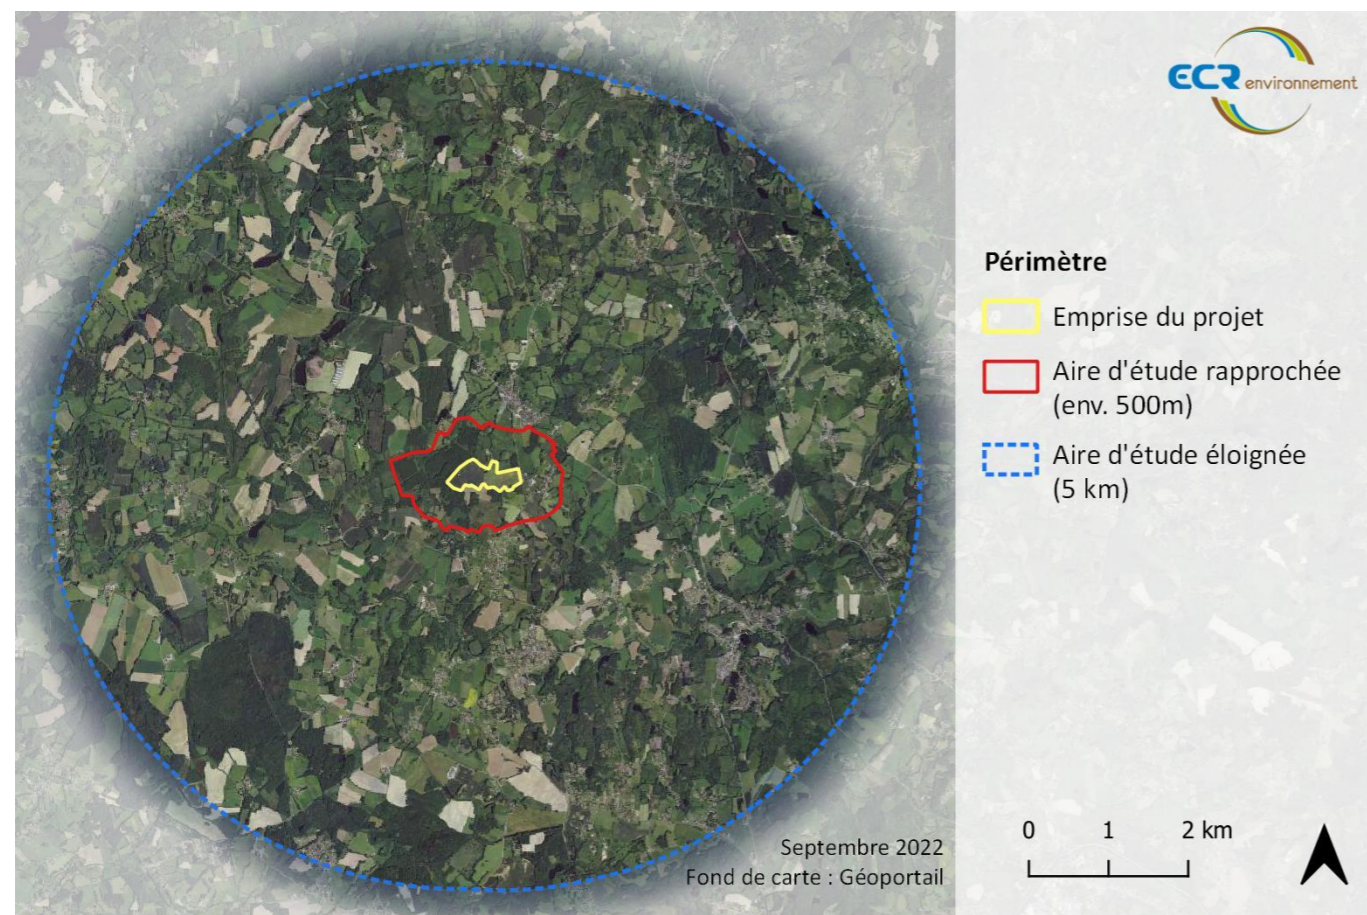 ECR environnement
Périmètre
Emprise du projet
Aire d'étude rapprochée
(env. 500m)
Aire d'étude éloignée
(5 km)
0 1 2 km
Septembre 2022
Fond de carte : Géoportail